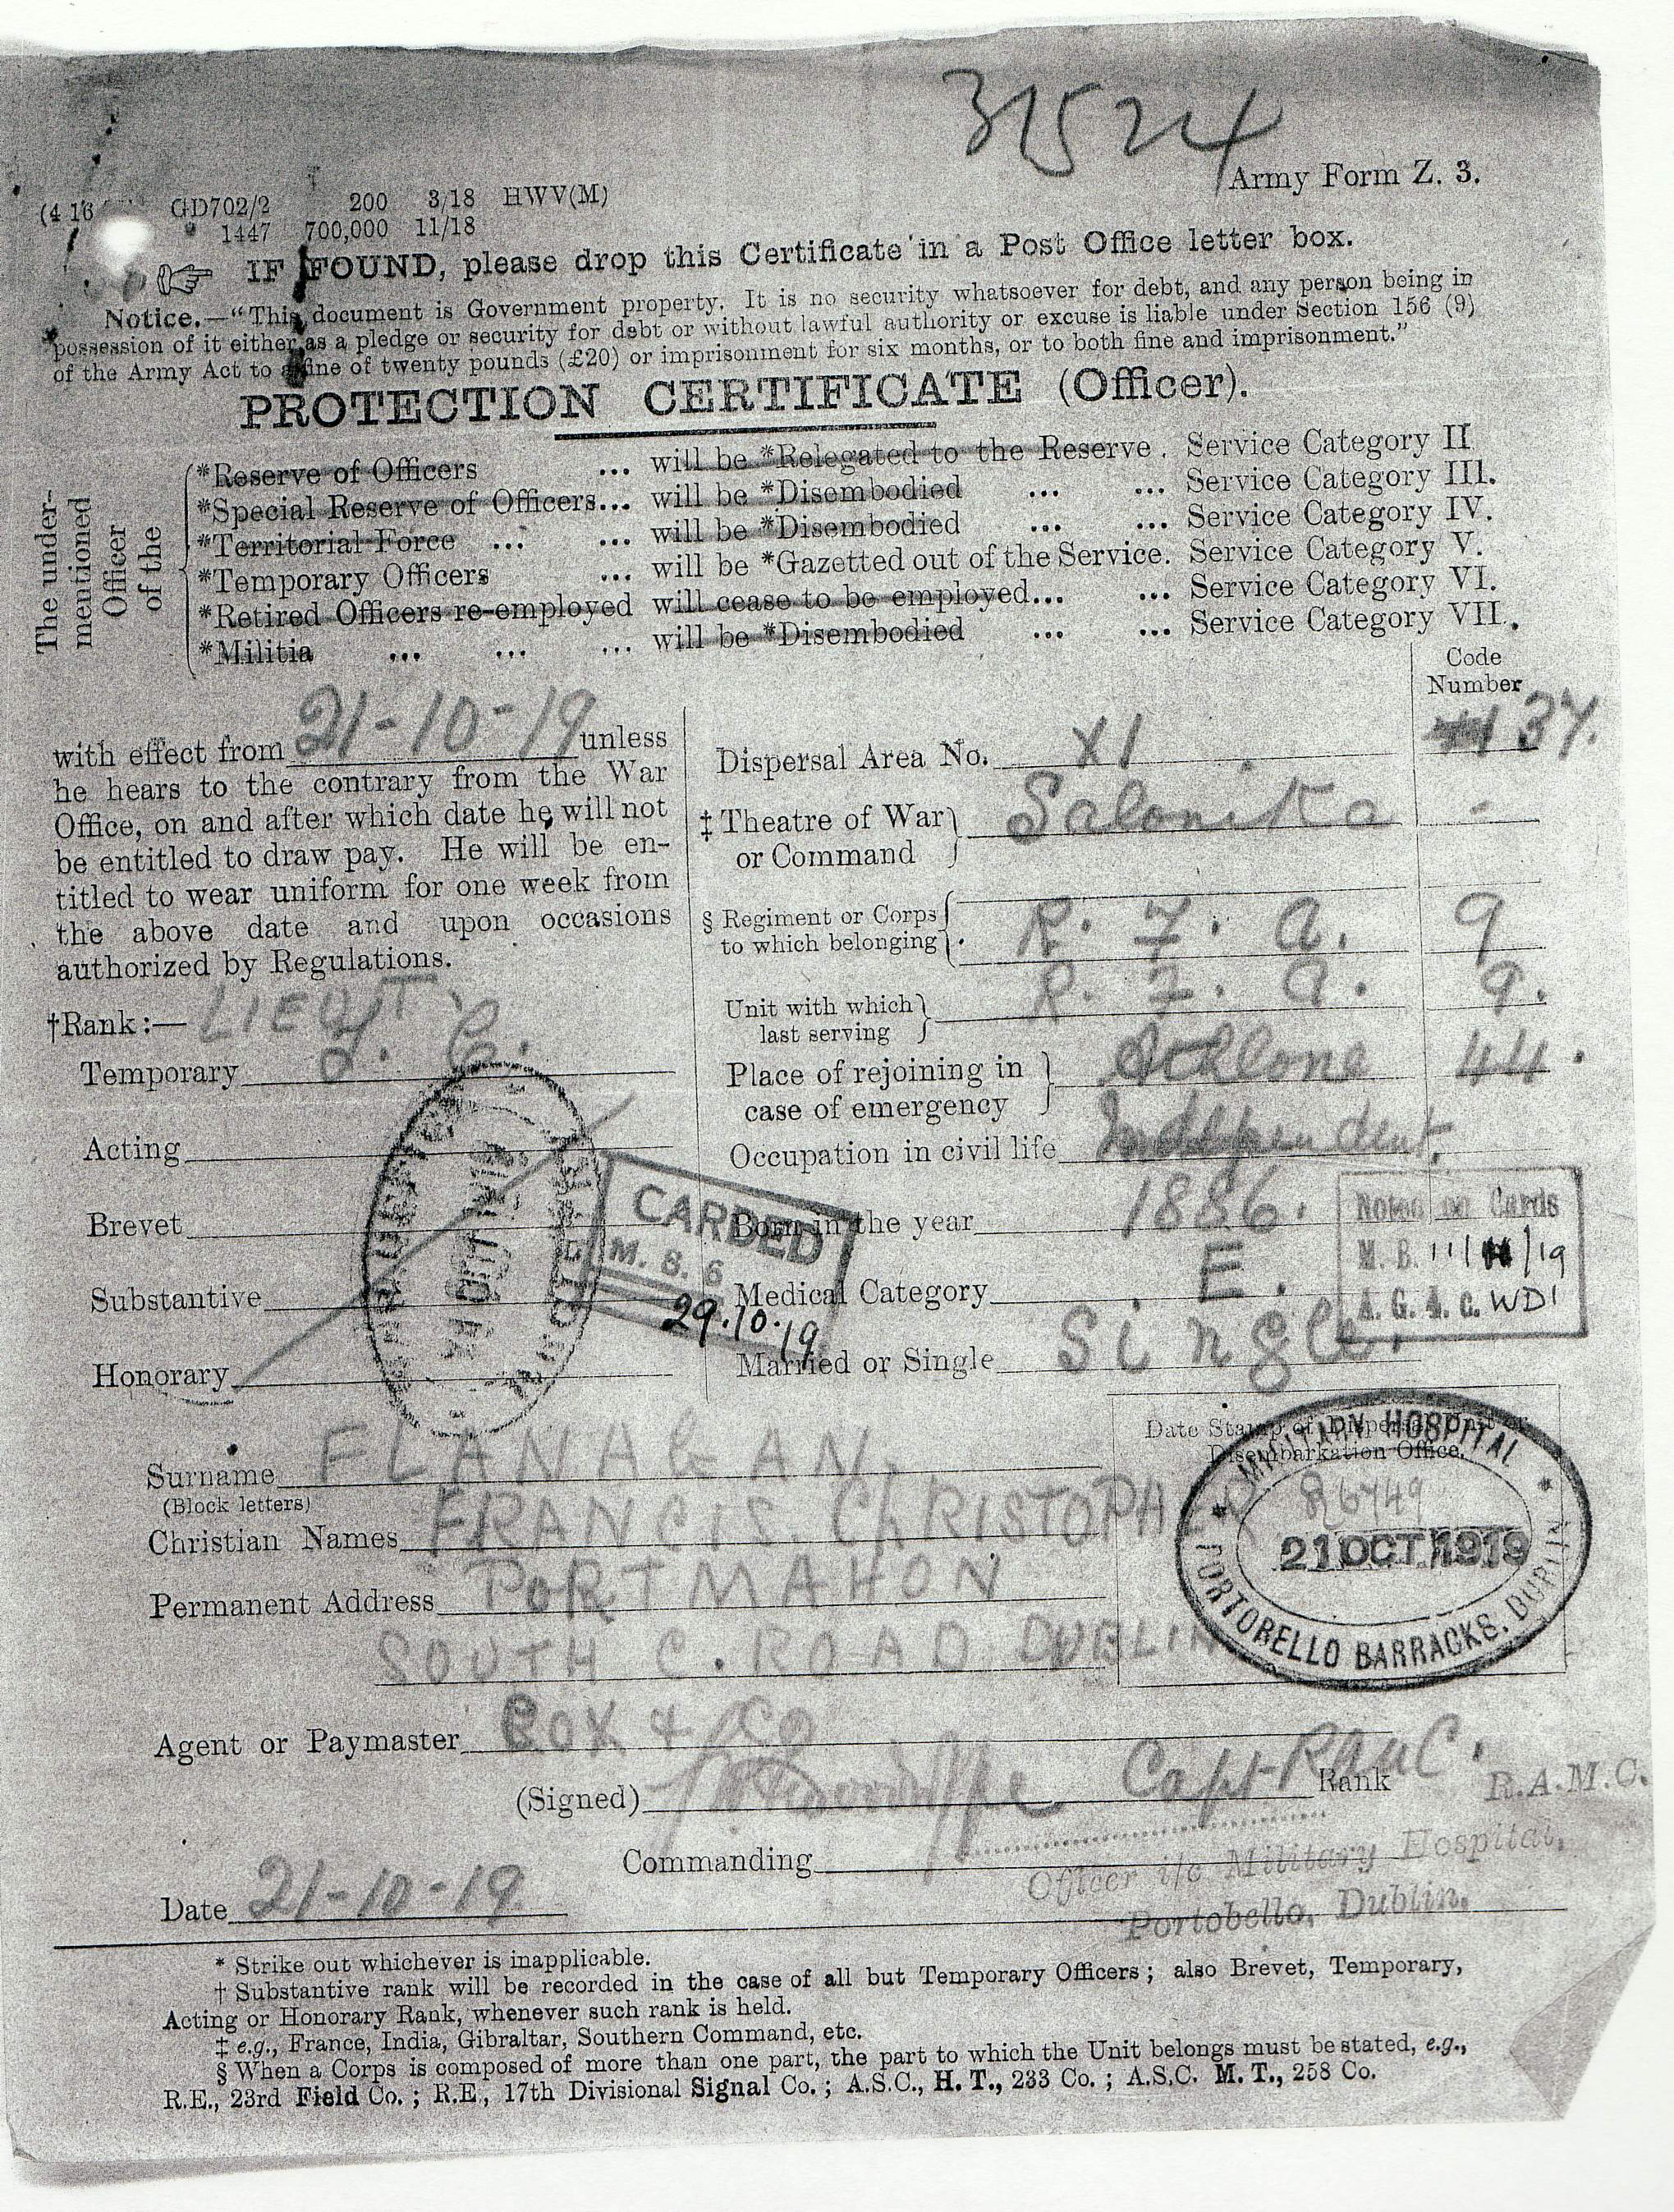 31524
Army Form Z. 3.
(4 16 GD702/2 200 3/18 HWV(M)
1447 700,000 11/18
IF FOUND, please drop this Certificate in a Post Office letter box.
Notice.—"This document is Government property. It is no security whatsoever for debt, and any person being in
possession of it either as a pledge or security for debt or without lawful authority or excuse is liable under Section 156 (9)
of the Army Act to a fine of twenty pounds (£20) or imprisonment for six months, or to both fine and imprisonment."
PROTECTION CERTIFICATE (Officer).
The under-
mentioned
Officer
of the
*Reserve of Officers ... will be *Relegated to the Reserve. Service Category II
*Special Reserve of Officers... will be *Disembodied ... ... Service Category III.
*Territorial Force ... ... will be *Disembodied ... ... Service Category IV.
*Temporary Officers ... will be *Gazetted out of the Service. Service Category V.
*Retired Officers re-employed will cease to be employed... ... Service Category VI.
*Militia ... ... ... will be *Disembodied ... ... Service Category VII.
Code
Number
with effect from 21-10-19 unless
he hears to the contrary from the War
Office, on and after which date he will not
be entitled to draw pay. He will be en-
titled to wear uniform for one week from
the above date and upon occasions
authorized by Regulations.
†Rank:— LIEUT.
Temporary
Acting
Brevet
Substantive
Honorary
Dispersal Area No. XI 37.
‡ Theatre of War Salonika -
or Command
§ Regiment or Corps R. F. A. 9
to which belonging
Unit with which R. F. A. 9.
last serving
Place of rejoining in Athlone 44.
case of emergency
Occupation in civil life Independent.
Born in the year 1886.
Medical Category E.
Married or Single Single.
CARDED
M. S. 6
29.10.19
Noted on Cards
M. B. 11/ /19
A. G. 4. c. WDI
Surname FLANAGAN.
(Block letters)
Christian Names FRANCIS. CHRISTOPHER
Permanent Address PORTMAHON
SOUTH C. ROAD DUBLIN
Date Stamp of Dispersal Unit or
Disembarkation Office.
MILITARY HOSPITAL
21 OCT 1919
PORTOBELLO BARRACKS, DUBLIN
Agent or Paymaster COX & CO
(Signed) Capt RAMC. Rank R.A.M.C.
Commanding
Officer i/c Military Hospital,
Portobello, Dublin.
Date 21-10-19.
* Strike out whichever is inapplicable.
† Substantive rank will be recorded in the case of all but Temporary Officers; also Brevet, Temporary,
Acting or Honorary Rank, whenever such rank is held.
‡ e.g., France, India, Gibraltar, Southern Command, etc.
§ When a Corps is composed of more than one part, the part to which the Unit belongs must be stated, e.g.,
R.E., 23rd Field Co.; R.E., 17th Divisional Signal Co.; A.S.C., H. T., 233 Co.; A.S.C. M. T., 258 Co.